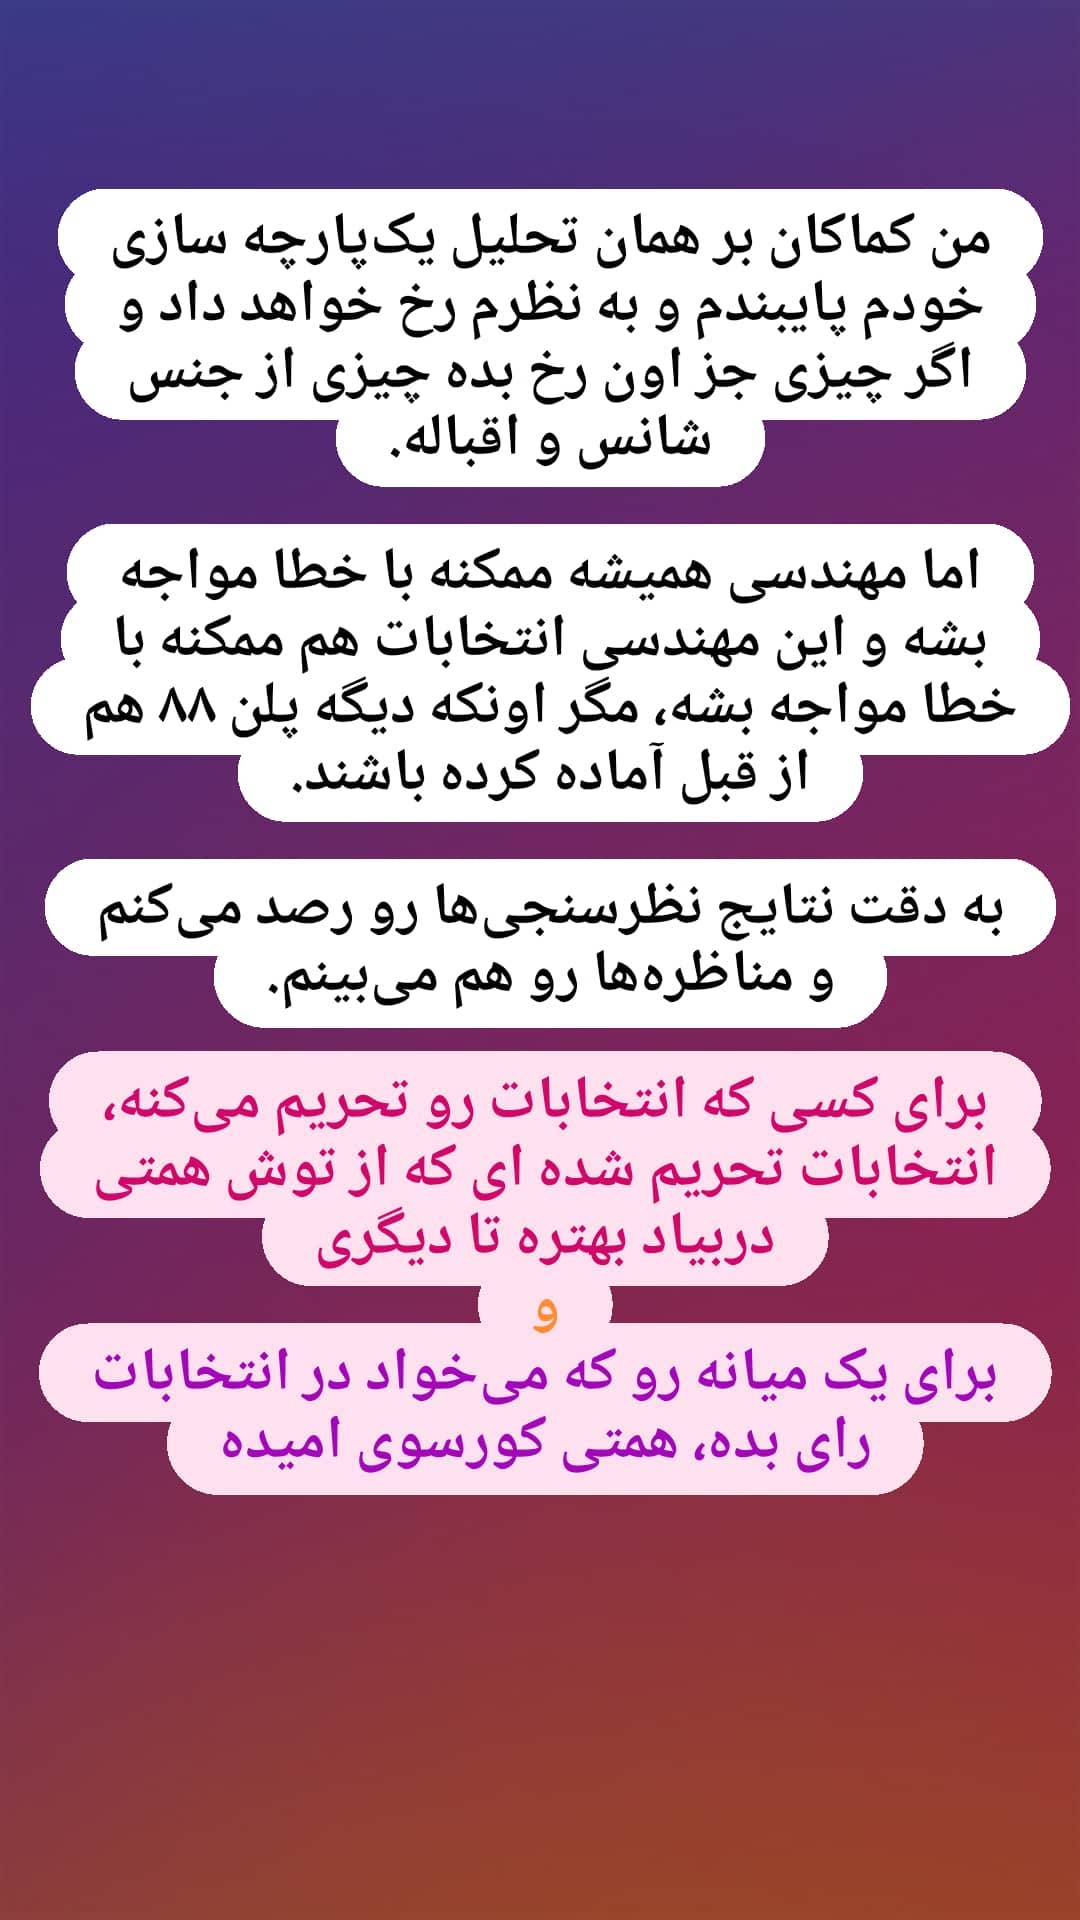 من کماکان بر همان تحلیل یک‌پارچه سازی
خودم پایبندم و به نظرم رخ خواهد داد و
اگر چیزی جز اون رخ بده چیزی از جنس
شانس و اقباله.
اما مهندسی همیشه ممکنه با خطا مواجه
بشه و این مهندسی انتخابات هم ممکنه با
خطا مواجه بشه، مگر اونکه دیگه پلن ۸۸ هم
از قبل آماده کرده باشند.
به دقت نتایج نظرسنجی‌ها رو رصد می‌کنم
و مناظره‌ها رو هم می‌بینم.
برای کسی که انتخابات رو تحریم می‌کنه،
انتخابات تحریم شده ای که از توش همتی
دربیاد بهتره تا دیگری
و
برای یک میانه رو که می‌خواد در انتخابات
رای بده، همتی کورسوی امیده